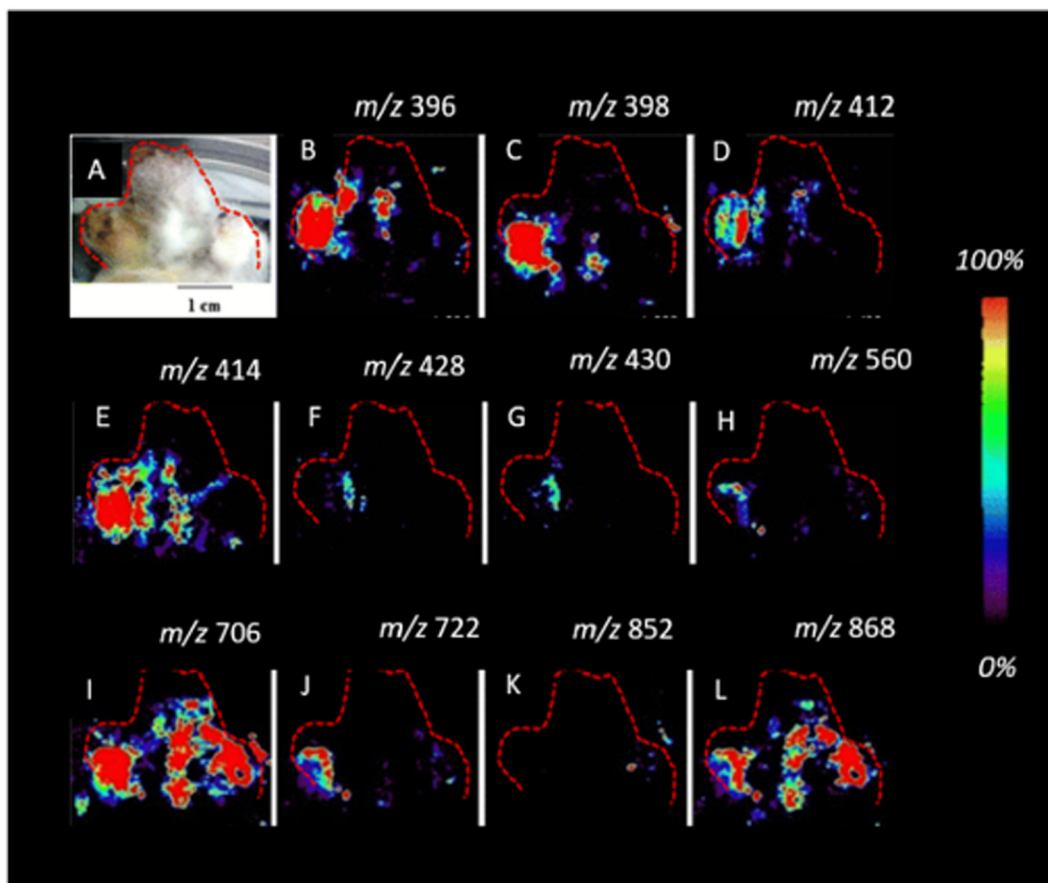 m/z 396 m/z 398 m/z 412
A B C D
100%
1 cm
m/z 414 m/z 428 m/z 430 m/z 560
E F G H
m/z 706 m/z 722 m/z 852 m/z 868
0%
I J K L